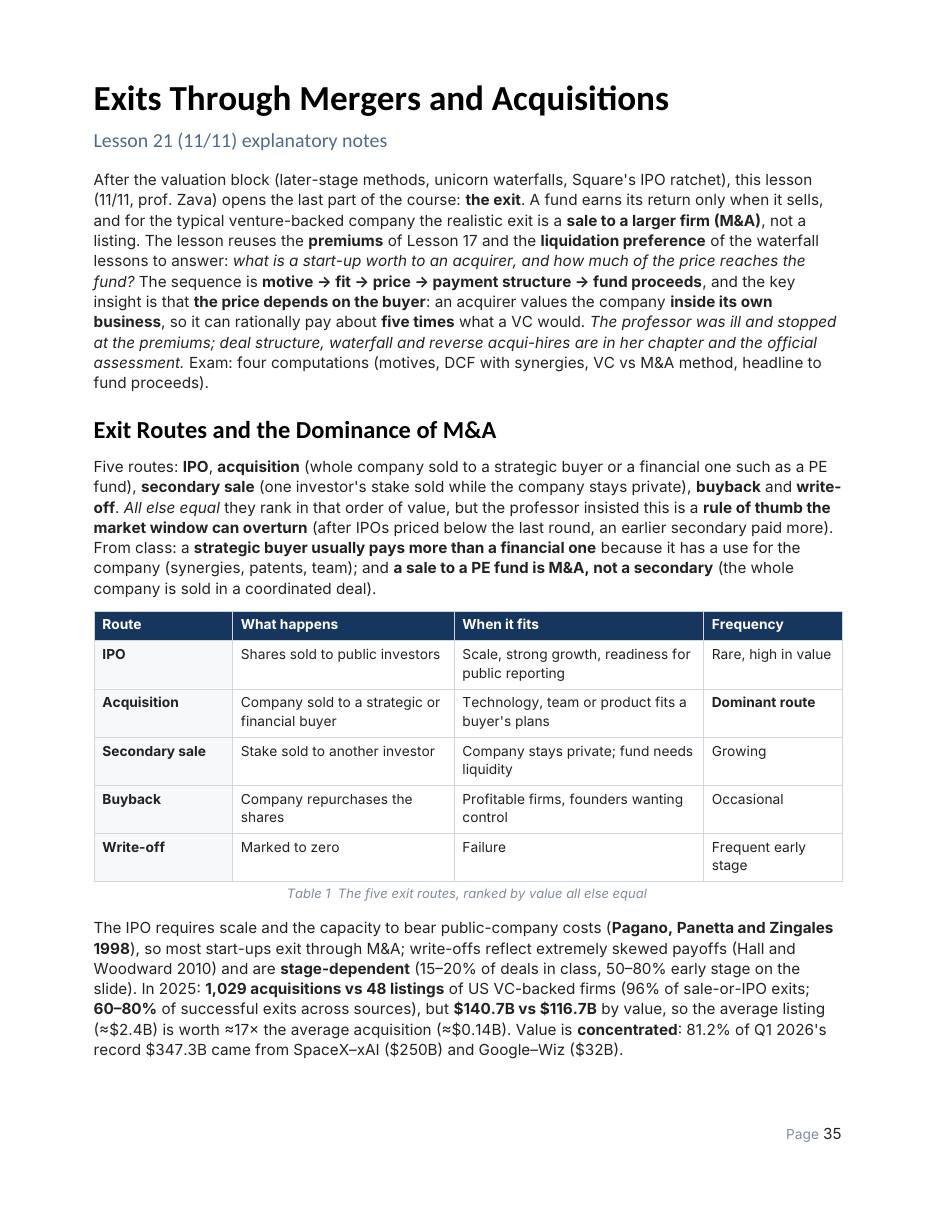 Exits Through Mergers and Acquisitions
Lesson 21 (11/11) explanatory notes
After the valuation block (later-stage methods, unicorn waterfalls, Square's IPO ratchet), this lesson
(11/11, prof. Zava) opens the last part of the course: the exit. A fund earns its return only when it sells,
and for the typical venture-backed company the realistic exit is a sale to a larger firm (M&A), not a
listing. The lesson reuses the premiums of Lesson 17 and the liquidation preference of the waterfall
lessons to answer: what is a start-up worth to an acquirer, and how much of the price reaches the
fund? The sequence is motive → fit → price → payment structure → fund proceeds, and the key
insight is that the price depends on the buyer: an acquirer values the company inside its own
business, so it can rationally pay about five times what a VC would. The professor was ill and stopped
at the premiums; deal structure, waterfall and reverse acqui-hires are in her chapter and the official
assessment. Exam: four computations (motives, DCF with synergies, VC vs M&A method, headline to
fund proceeds).
Exit Routes and the Dominance of M&A
Five routes: IPO, acquisition (whole company sold to a strategic buyer or a financial one such as a PE
fund), secondary sale (one investor's stake sold while the company stays private), buyback and write-
off. All else equal they rank in that order of value, but the professor insisted this is a rule of thumb the
market window can overturn (after IPOs priced below the last round, an earlier secondary paid more).
From class: a strategic buyer usually pays more than a financial one because it has a use for the
company (synergies, patents, team); and a sale to a PE fund is M&A, not a secondary (the whole
company is sold in a coordinated deal).
Route What happens When it fits Frequency
IPO Shares sold to public investors Scale, strong growth, readiness for Rare, high in value
public reporting
Acquisition Company sold to a strategic or Technology, team or product fits a Dominant route
financial buyer buyer's plans
Secondary sale Stake sold to another investor Company stays private; fund needs Growing
liquidity
Buyback Company repurchases the Profitable firms, founders wanting Occasional
shares control
Write-off Marked to zero Failure Frequent early
stage
Table 1 The five exit routes, ranked by value all else equal
The IPO requires scale and the capacity to bear public-company costs (Pagano, Panetta and Zingales
1998), so most start-ups exit through M&A; write-offs reflect extremely skewed payoffs (Hall and
Woodward 2010) and are stage-dependent (15–20% of deals in class, 50–80% early stage on the
slide). In 2025: 1,029 acquisitions vs 48 listings of US VC-backed firms (96% of sale-or-IPO exits;
60–80% of successful exits across sources), but $140.7B vs $116.7B by value, so the average listing
(≈$2.4B) is worth ≈17× the average acquisition (≈$0.14B). Value is concentrated: 81.2% of Q1 2026's
record $347.3B came from SpaceX–xAI ($250B) and Google–Wiz ($32B).
Page 35